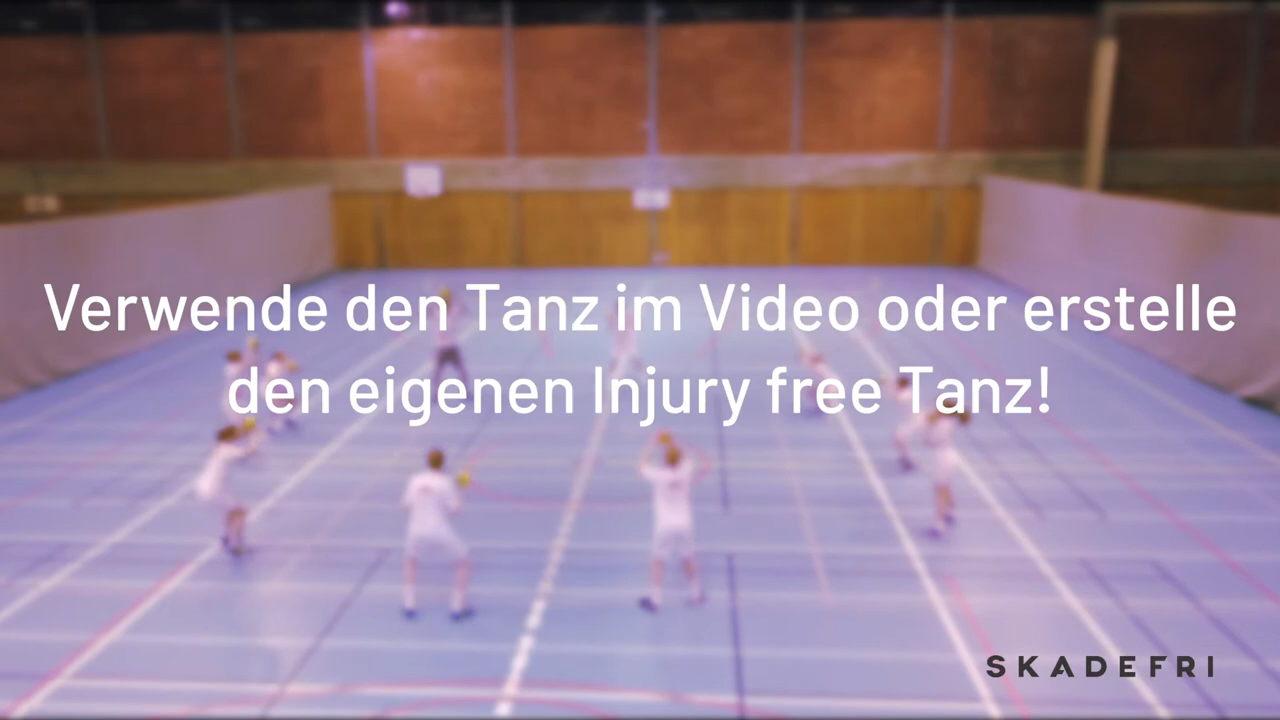 Verwende den Tanz im Video oder erstelle
den eigenen Injury free Tanz!
SKADEFRI